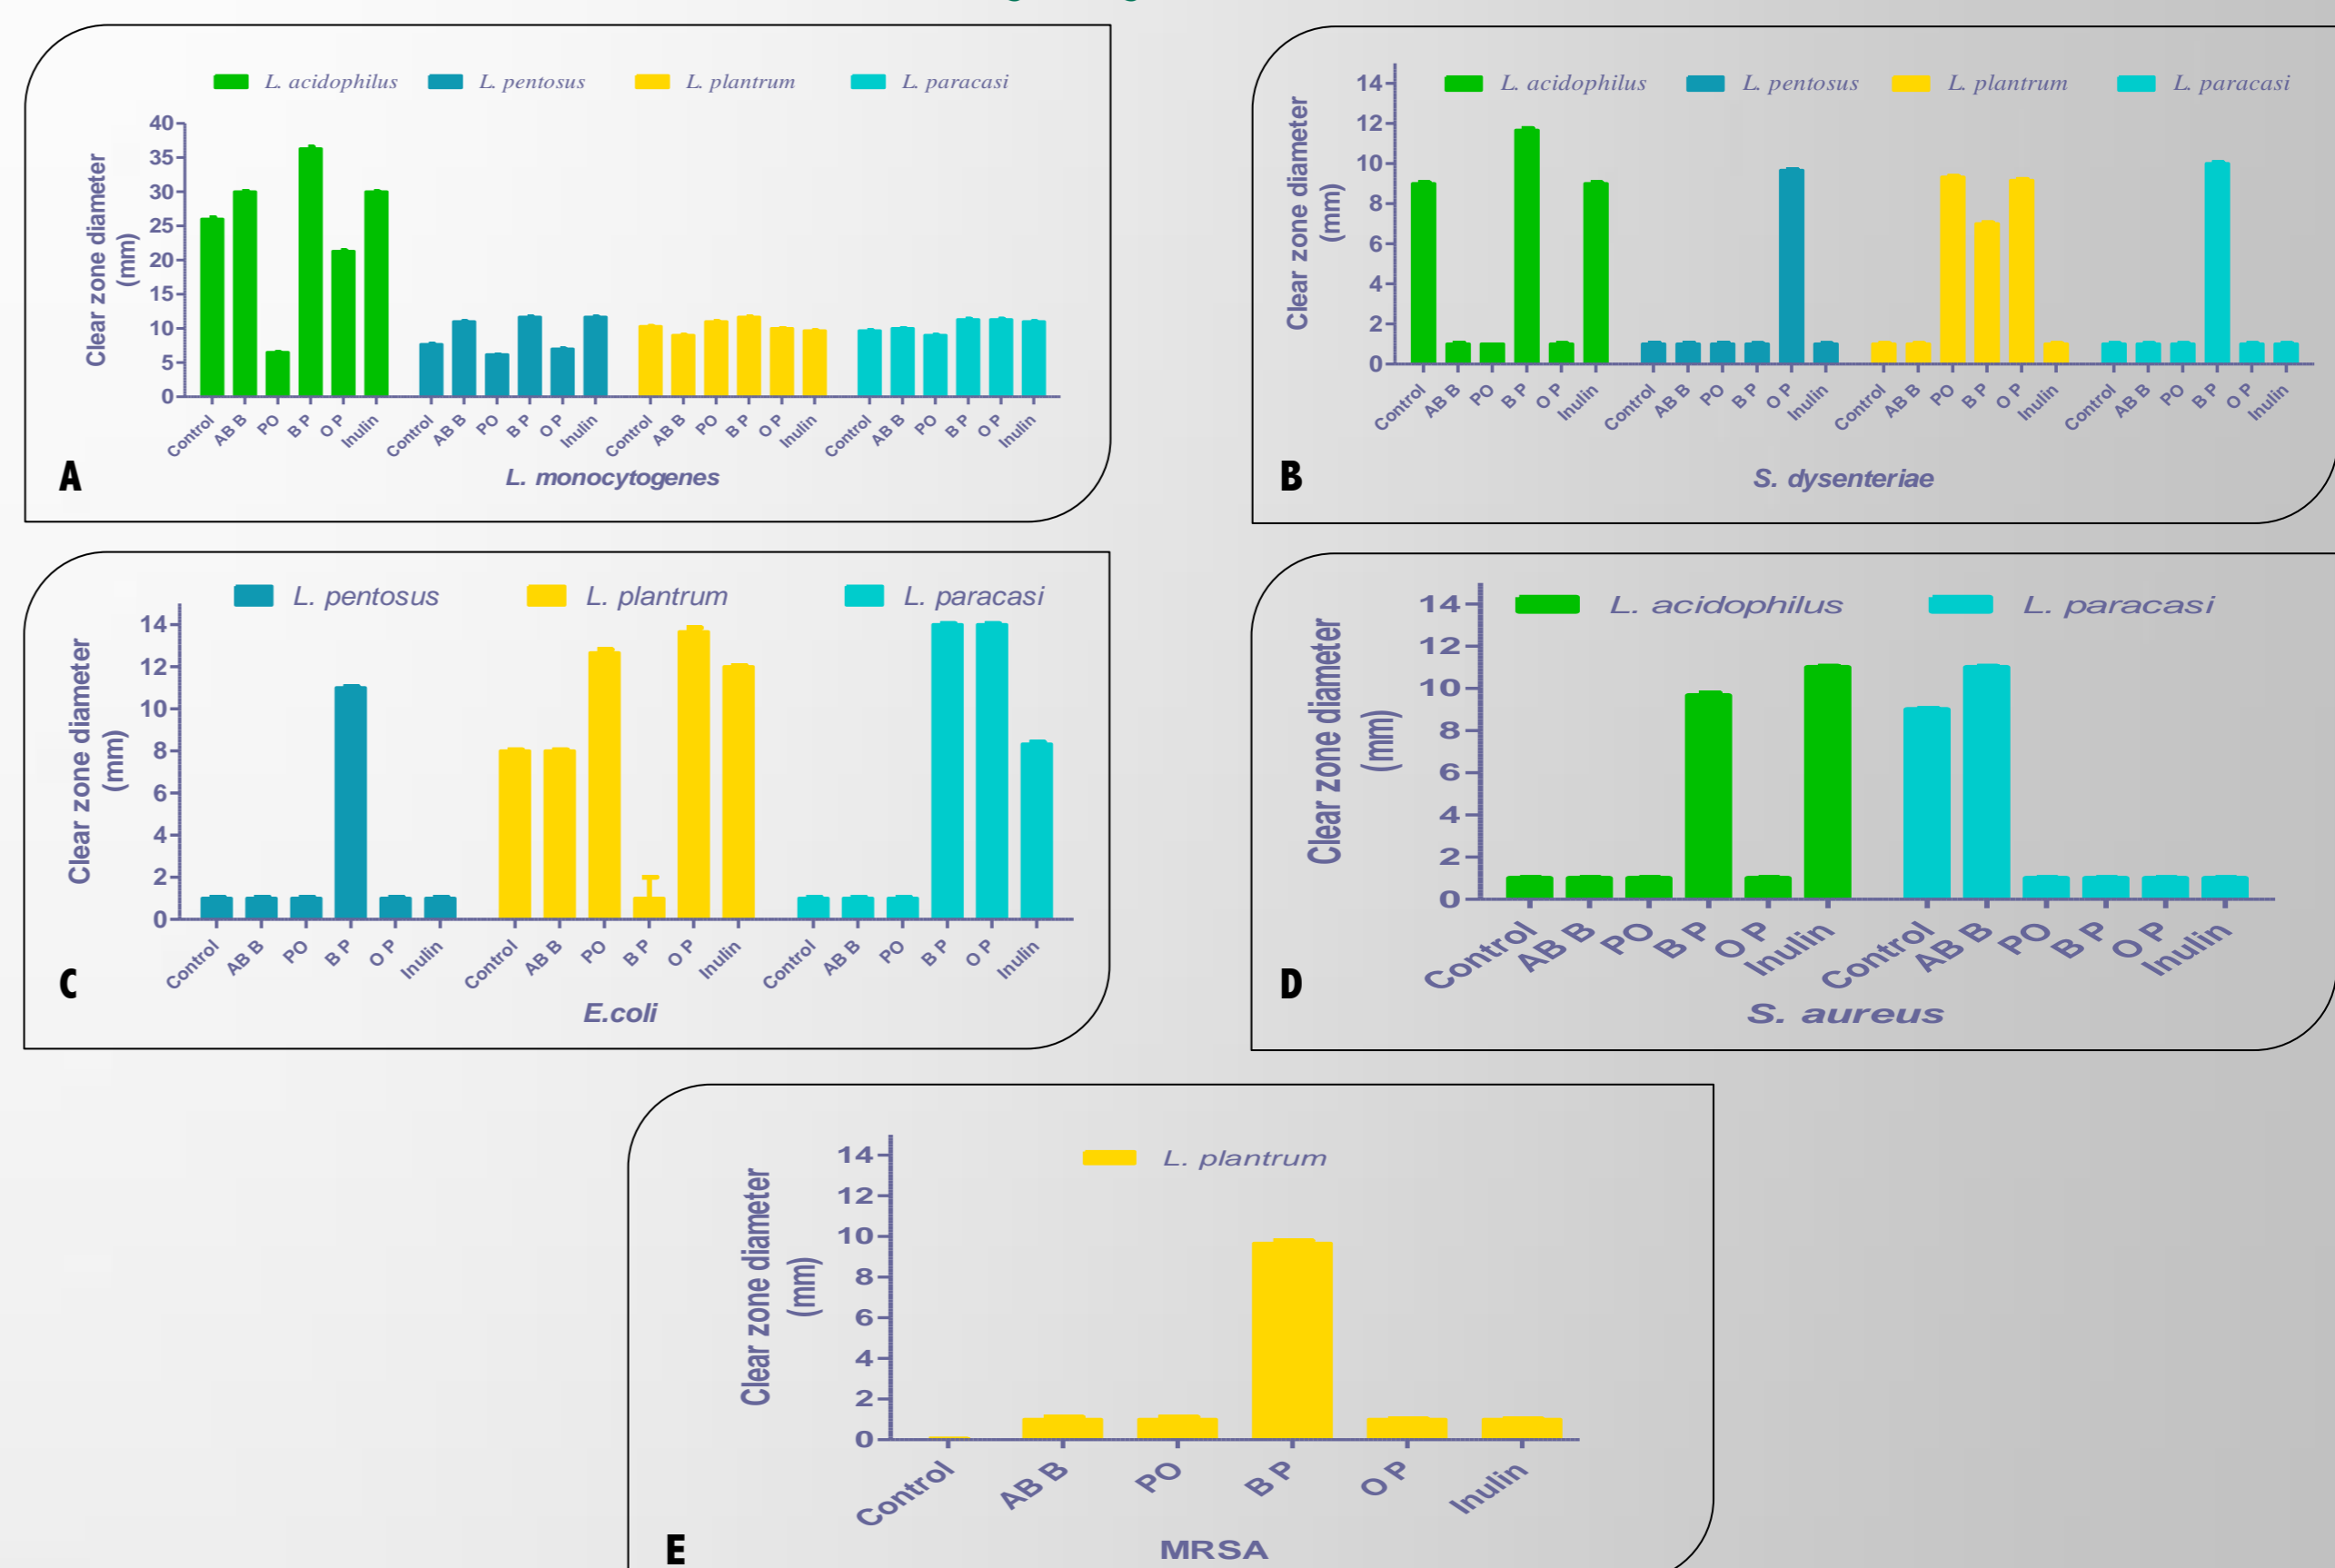 L. acidophilus L. pentosus L. plantrum L. paracasi
Clear zone diameter
(mm)
40
35
30
25
20
15
10
5
0
Control AB B PO B P O P Inulin Control AB B PO B P O P Inulin Control AB B PO B P O P Inulin Control AB B PO B P O P Inulin
L. monocytogenes
A
L. acidophilus L. pentosus L. plantrum L. paracasi
Clear zone diameter
(mm)
14
12
10
8
6
4
2
0
Control AB B PO B P O P Inulin Control AB B PO B P O P Inulin Control AB B PO B P O P Inulin Control AB B PO B P O P Inulin
S. dysenteriae
B
L. pentosus L. plantrum L. paracasi
Clear zone diameter
(mm)
14
12
10
8
6
4
2
0
Control AB B PO B P O P Inulin Control AB B PO B P O P Inulin Control AB B PO B P O P Inulin
E.coli
C
L. acidophilus L. paracasi
Clear zone diameter
(mm)
14
12
10
8
6
4
2
0
Control AB B PO B P O P Inulin Control AB B PO B P O P Inulin
S. aureus
D
L. plantrum
Clear zone diameter
(mm)
14
12
10
8
6
4
2
0
Control AB B PO B P O P Inulin
MRSA
E